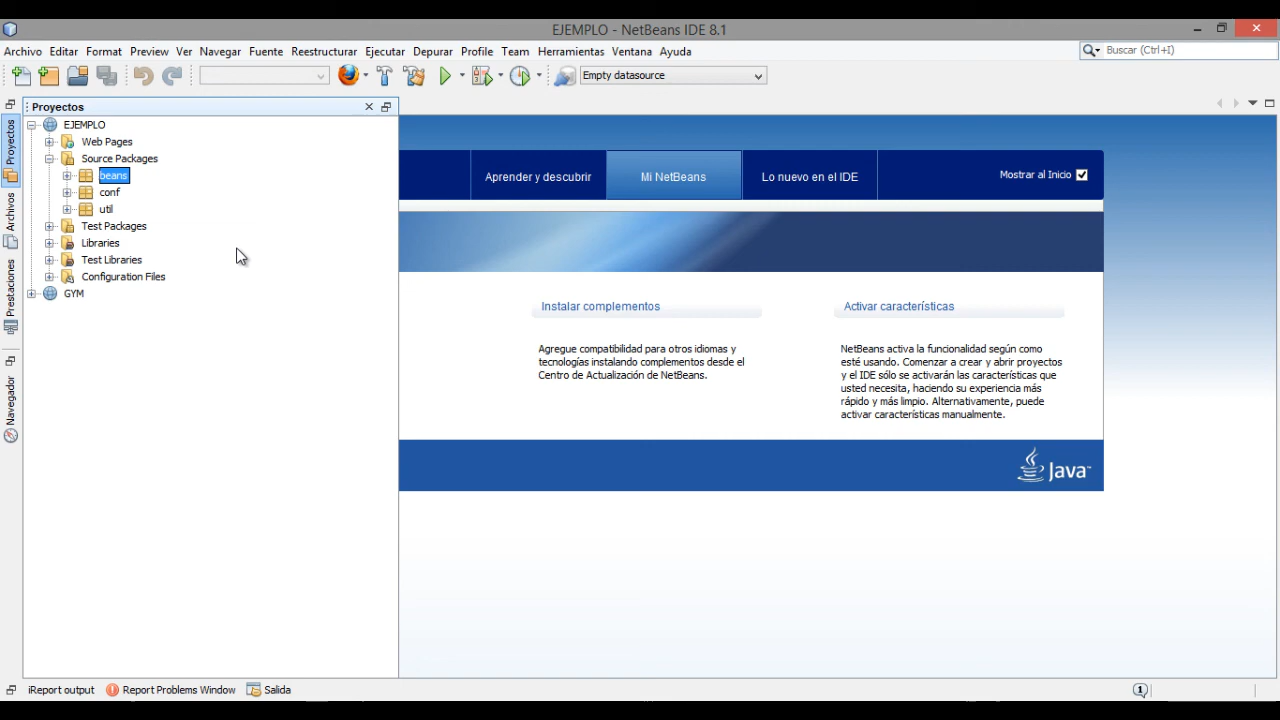 EJEMPLO - NetBeans IDE 8.1
Archivo Editar Format Preview Ver Navegar Fuente Reestructurar Ejecutar Depurar Profile Team Herramientas Ventana Ayuda
Buscar (Ctrl+I)
Empty datasource
Proyectos
EJEMPLO
Web Pages
Source Packages
beans
conf
util
Test Packages
Libraries
Test Libraries
Configuration Files
GYM
Proyectos
Archivos
Prestaciones
Navegador
Aprender y descubrir
Mi NetBeans
Lo nuevo en el IDE
Mostrar al Inicio
Instalar complementos
Agregue compatibilidad para otros idiomas y
tecnologías instalando complementos desde el
Centro de Actualización de NetBeans.
Activar características
NetBeans activa la funcionalidad según como
esté usando. Comenzar a crear y abrir proyectos
y el IDE sólo se activarán las características que
usted necesita, haciendo su experiencia más
rápido y más limpio. Alternativamente, puede
activar características manualmente.
Java™
iReport output
Report Problems Window
Salida
1